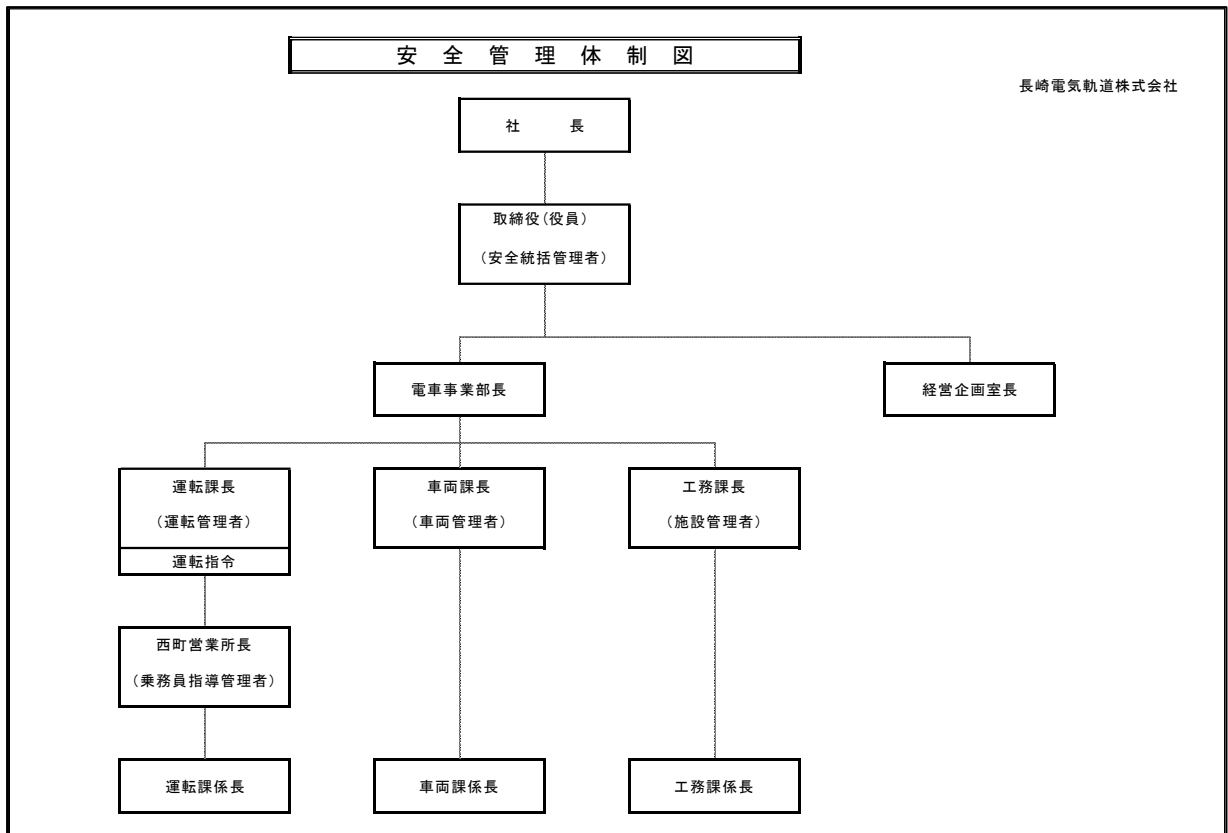 安全管理体制図
長崎電気軌道株式会社
社長
取締役(役員)
(安全統括管理者)
電車事業部長
経営企画室長
運転課長
(運転管理者)
運転指令
車両課長
(車両管理者)
工務課長
(施設管理者)
西町営業所長
(乗務員指導管理者)
運転課係長
車両課係長
工務課係長